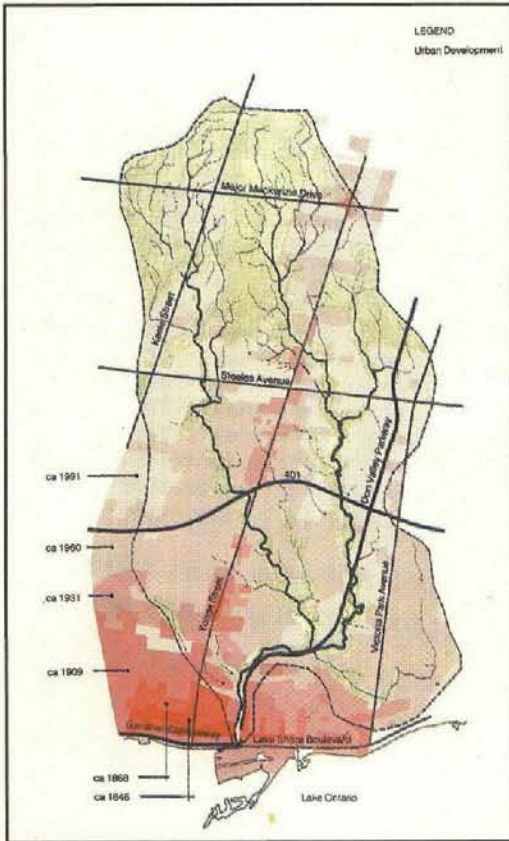 LEGEND
Urban Development
Major Mackenzie Drive
Keele Street
Steeles Avenue
Don Valley Parkway
401
ca 1991
ca 1960
ca 1931
Yonge Street
Victoria Park Avenue
ca 1909
Gardiner Expressway
Lake Shore Boulevard
ca 1868
ca 1846
Lake Ontario